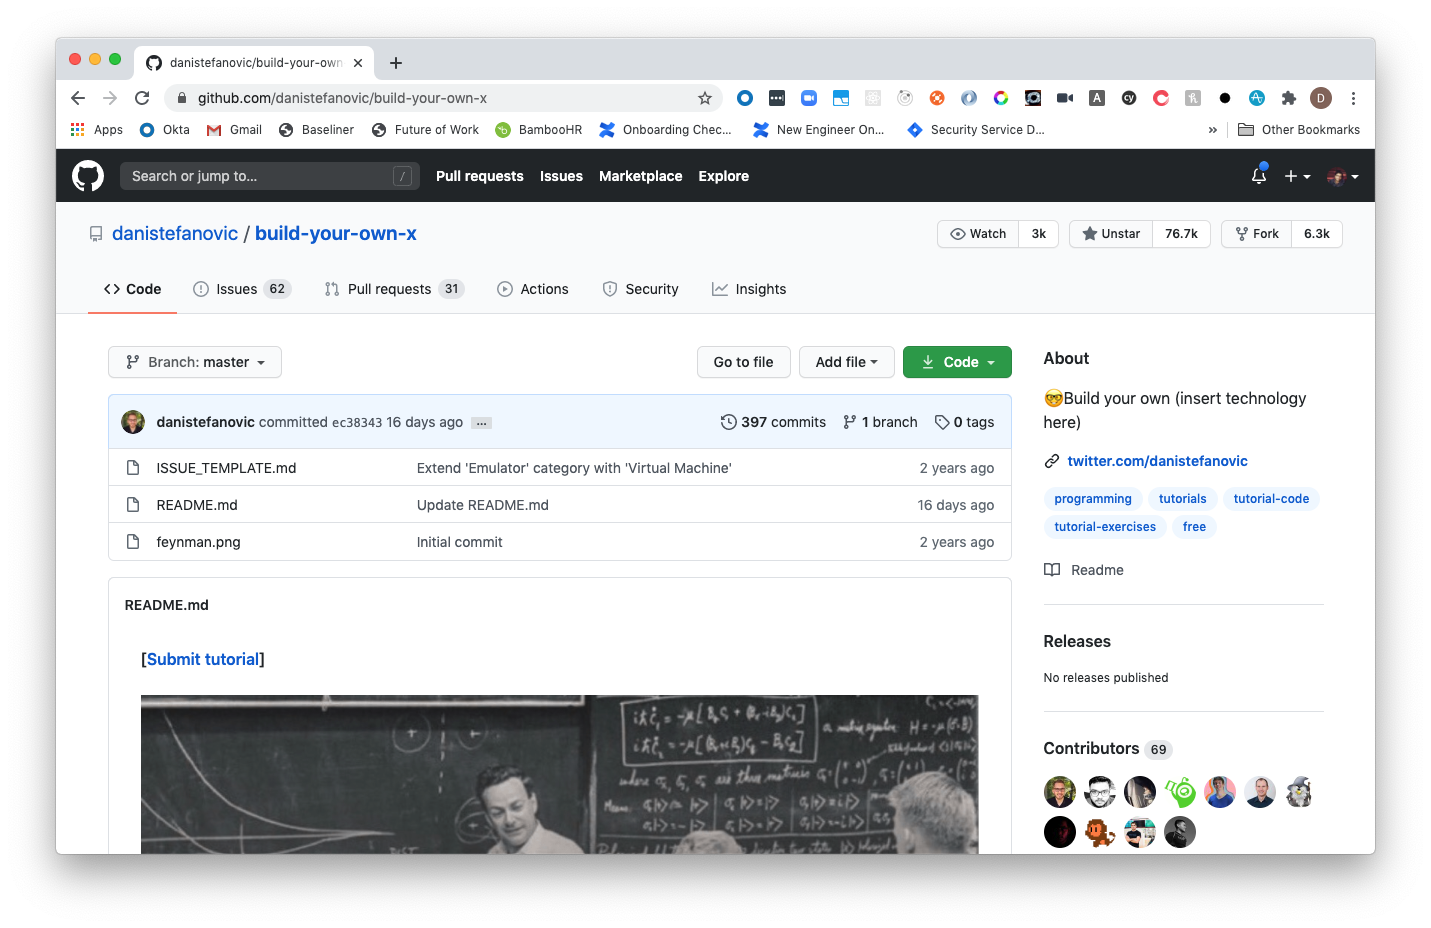 danistefanovic/build-your-own
github.com/danistefanovic/build-your-own-x
A
cy
D
Apps Okta Gmail Baseliner Future of Work BambooHR Onboarding Chec... New Engineer On... Security Service D... » Other Bookmarks
Search or jump to... / Pull requests Issues Marketplace Explore
danistefanovic / build-your-own-x
Watch 3k Unstar 76.7k Fork 6.3k
Code Issues 62 Pull requests 31 Actions Security Insights
Branch: master Go to file Add file Code
danistefanovic committed ec38343 16 days ago ... 397 commits 1 branch 0 tags
ISSUE_TEMPLATE.md Extend 'Emulator' category with 'Virtual Machine' 2 years ago
README.md Update README.md 16 days ago
feynman.png Initial commit 2 years ago
README.md
[Submit tutorial]
About
🤓Build your own (insert technology
here)
twitter.com/danistefanovic
programming tutorials tutorial-code
tutorial-exercises free
Readme
Releases
No releases published
Contributors 69